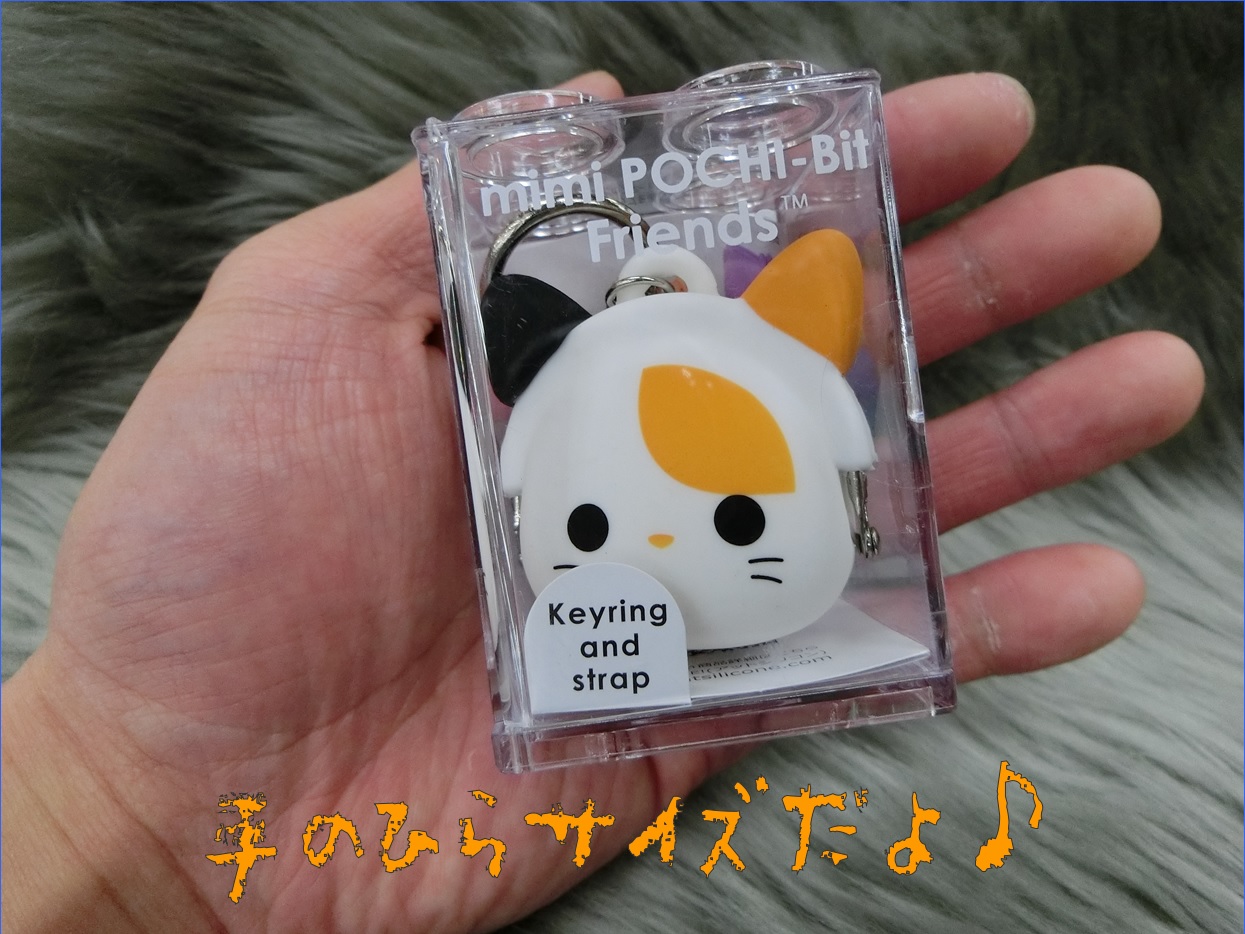 mimi POCHI-Bit
Friends™
Keyring
and
strap
手のひらサイズだよ♪